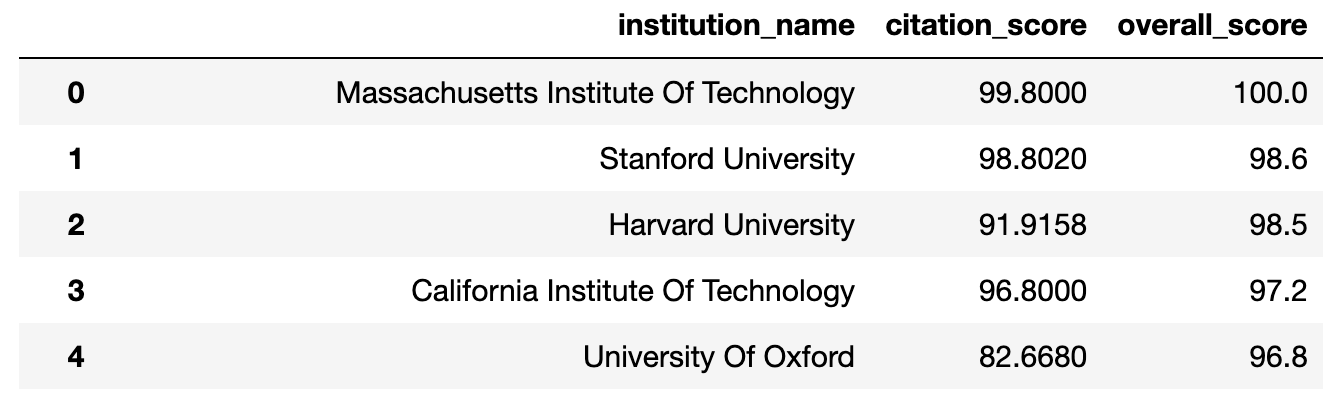 institution_name citation_score overall_score
0 Massachusetts Institute Of Technology 99.8000 100.0
1 Stanford University 98.8020 98.6
2 Harvard University 91.9158 98.5
3 California Institute Of Technology 96.8000 97.2
4 University Of Oxford 82.6680 96.8